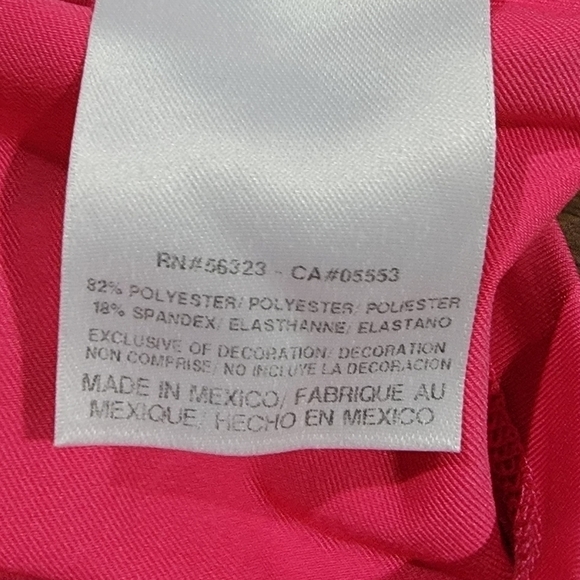 RN#56323 - CA#05553
82% POLYESTER/ POLYESTER/ POLIESTER
18% SPANDEX/ ELASTHANNE/ ELASTANO
EXCLUSIVE OF DECORATION/ DECORATION
NON COMPRISE/ NO INCLUYE LA DECORACION
MADE IN MEXICO/ FABRIQUE AU
MEXIQUE/ HECHO EN MEXICO